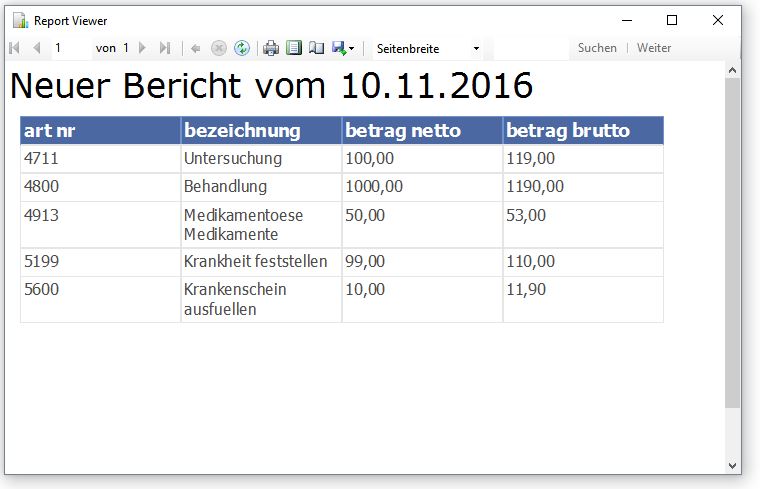 Report Viewer
1 von 1 Seitenbreite Suchen | Weiter
Neuer Bericht vom 10.11.2016
art nr bezeichnung betrag netto betrag brutto
4711 Untersuchung 100,00 119,00
4800 Behandlung 1000,00 1190,00
4913 Medikamentoese 50,00 53,00
Medikamente
5199 Krankheit feststellen 99,00 110,00
5600 Krankenschein 10,00 11,90
ausfuellen